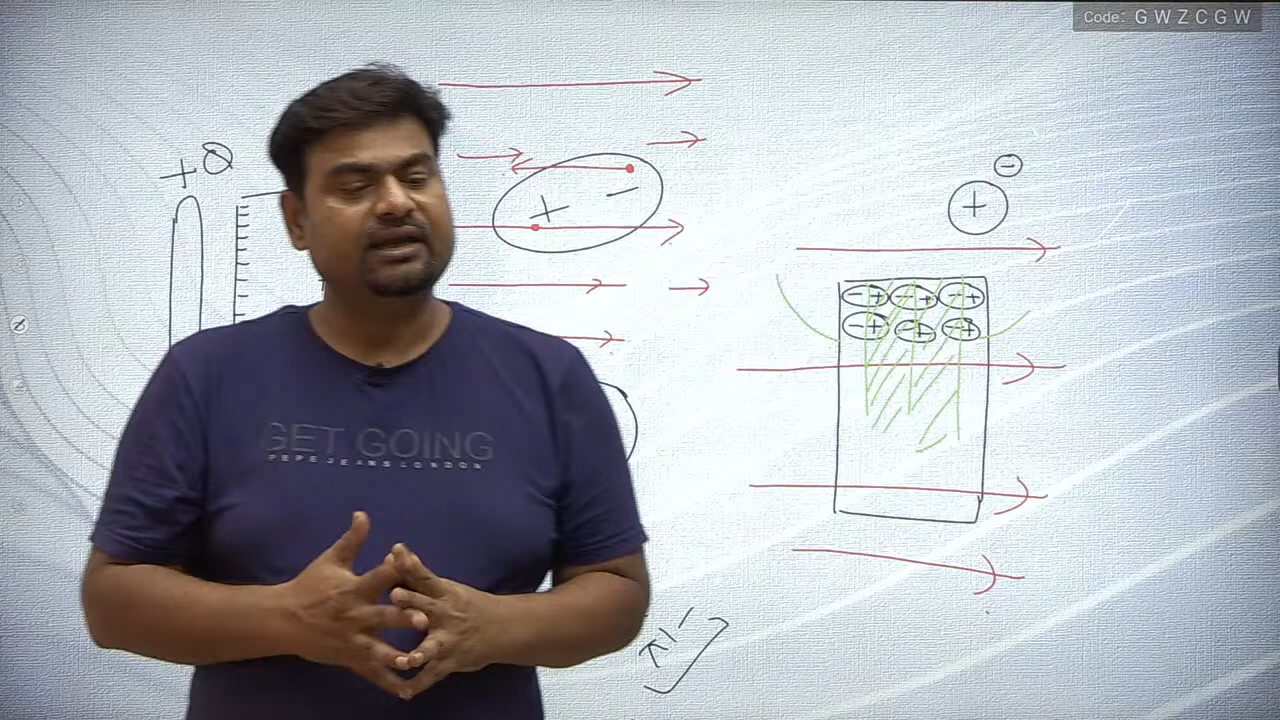 Code: G W Z C G W
+Q
+ −
+ −
− + − + − +
− + − + − +
GET GOING
PEPE JEANS LONDON